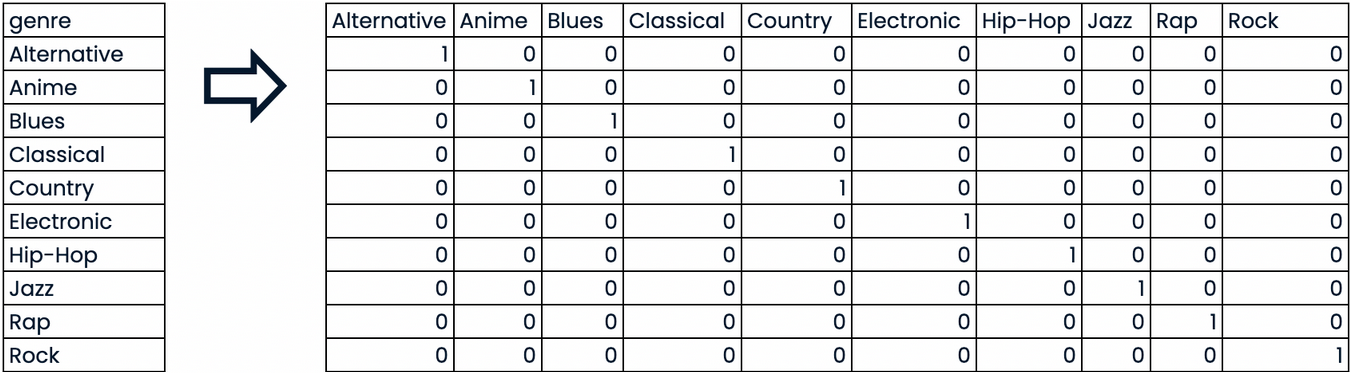 genre Alternative Anime Blues Classical Country Electronic Hip-Hop Jazz Rap Rock
Alternative 1 0 0 0 0 0 0 0 0 0
Anime 0 1 0 0 0 0 0 0 0 0
Blues 0 0 1 0 0 0 0 0 0 0
Classical 0 0 0 1 0 0 0 0 0 0
Country 0 0 0 0 1 0 0 0 0 0
Electronic 0 0 0 0 0 1 0 0 0 0
Hip-Hop 0 0 0 0 0 0 1 0 0 0
Jazz 0 0 0 0 0 0 0 1 0 0
Rap 0 0 0 0 0 0 0 0 1 0
Rock 0 0 0 0 0 0 0 0 0 1